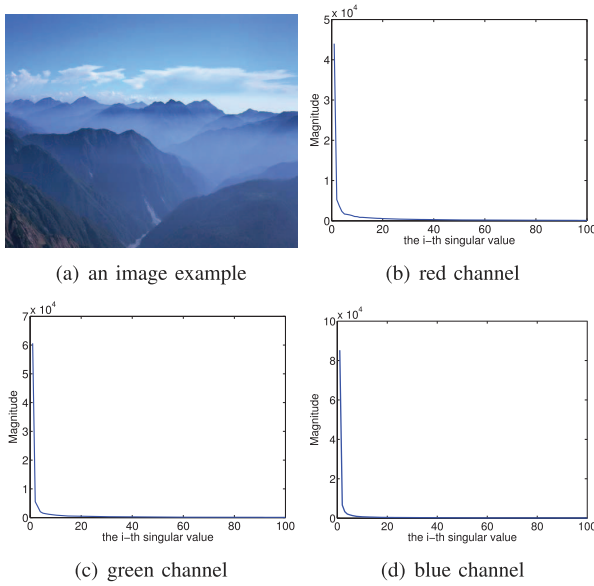 5 x 10^4
4
3
2
1
0
Magnitude
0 20 40 60 80 100
the i−th singular value
(a) an image example
(b) red channel
7 x 10^4
6
5
4
3
2
1
0
Magnitude
0 20 40 60 80 100
the i−th singular value
(c) green channel
10 x 10^4
8
6
4
2
0
Magnitude
0 20 40 60 80 100
the i−th singular value
(d) blue channel